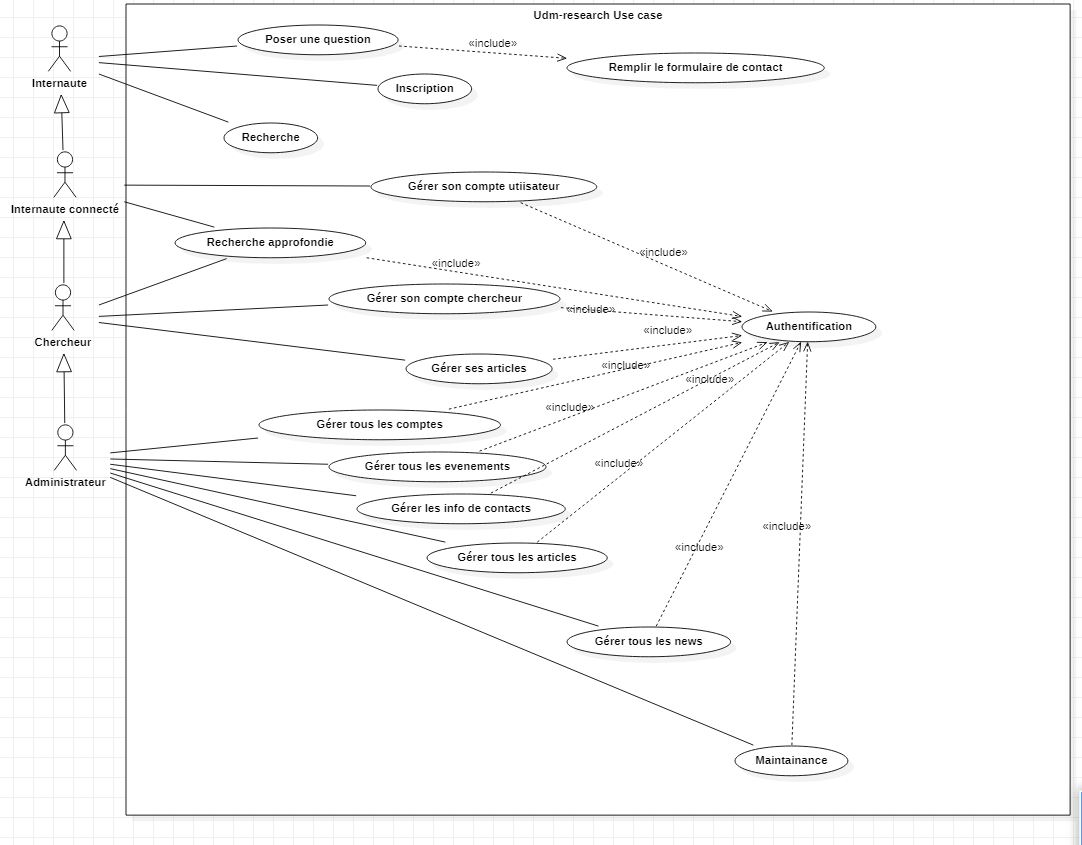 Udm-research Use case
Internaute
Poser une question
«include»
Remplir le formulaire de contact
Inscription
Recherche
Internaute connecté
Gérer son compte utiisateur
«include»
Recherche approfondie
«include»
Chercheur
Gérer son compte chercheur
«include»
Authentification
«include»
Gérer ses articles
«include»
«include»
Administrateur
Gérer tous les comptes
«include»
Gérer tous les evenements
«include»
Gérer les info de contacts
Gérer tous les articles
«include»
«include»
Gérer tous les news
Maintainance